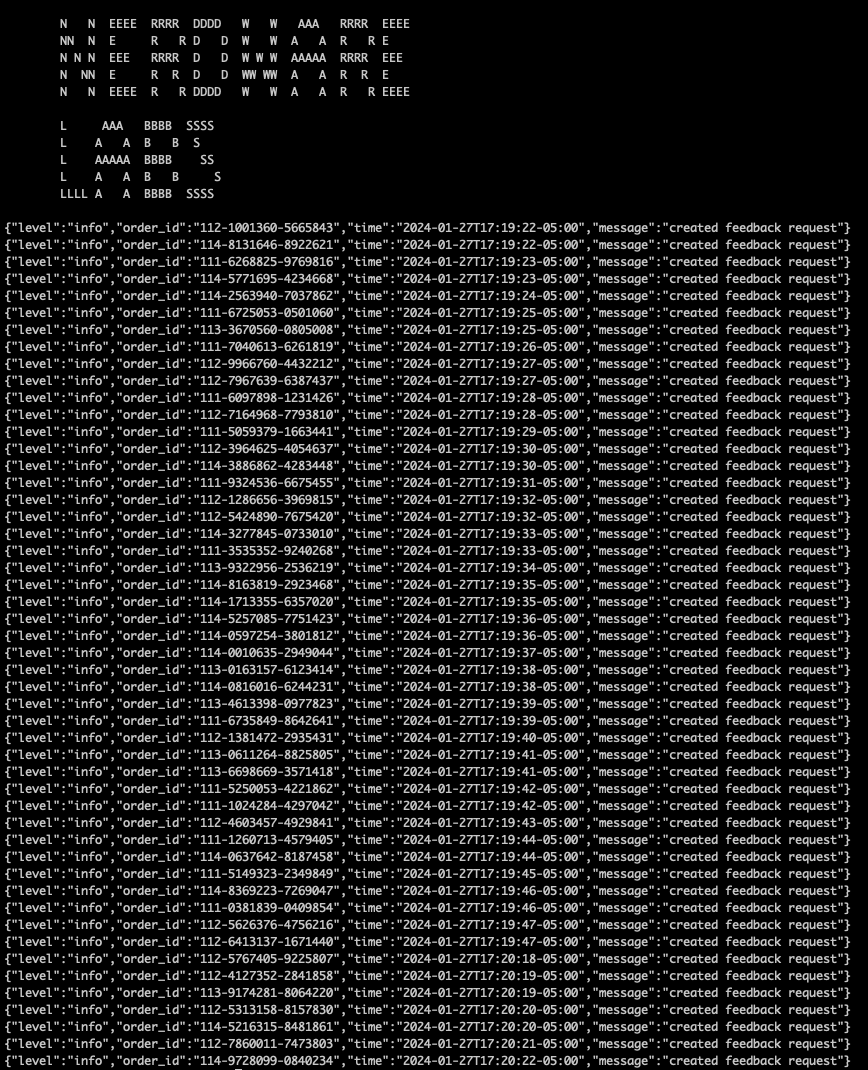 N   N  EEEE  RRRR  DDDD   W   W   AAA   RRRR  EEEE
NN  N  E     R   R D   D  W   W  A   A  R   R E
N N N  EEE   RRRR  D   D  W W W  AAAAA  RRRR  EEE
N  NN  E     R  R  D   D  WW WW  A   A  R  R  E
N   N  EEEE  R   R DDDD   W   W  A   A  R   R EEEE
L     AAA   BBBB  SSSS
L    A   A  B   B  S
L    AAAAA  BBBB    SS
L    A   A  B   B     S
LLLL A   A  BBBB  SSSS
{"level":"info","order_id":"112-1001360-5665843","time":"2024-01-27T17:19:22-05:00","message":"created feedback request"}
{"level":"info","order_id":"114-8131646-8922621","time":"2024-01-27T17:19:22-05:00","message":"created feedback request"}
{"level":"info","order_id":"111-6268825-9769816","time":"2024-01-27T17:19:23-05:00","message":"created feedback request"}
{"level":"info","order_id":"114-5771695-4234668","time":"2024-01-27T17:19:23-05:00","message":"created feedback request"}
{"level":"info","order_id":"114-2563940-7037862","time":"2024-01-27T17:19:24-05:00","message":"created feedback request"}
{"level":"info","order_id":"111-6725053-0501060","time":"2024-01-27T17:19:25-05:00","message":"created feedback request"}
{"level":"info","order_id":"113-3670560-0805008","time":"2024-01-27T17:19:25-05:00","message":"created feedback request"}
{"level":"info","order_id":"111-7040613-6261819","time":"2024-01-27T17:19:26-05:00","message":"created feedback request"}
{"level":"info","order_id":"112-9966760-4432212","time":"2024-01-27T17:19:27-05:00","message":"created feedback request"}
{"level":"info","order_id":"112-7967639-6387437","time":"2024-01-27T17:19:27-05:00","message":"created feedback request"}
{"level":"info","order_id":"111-6097898-1231426","time":"2024-01-27T17:19:28-05:00","message":"created feedback request"}
{"level":"info","order_id":"112-7164968-7793810","time":"2024-01-27T17:19:28-05:00","message":"created feedback request"}
{"level":"info","order_id":"111-5059379-1663441","time":"2024-01-27T17:19:29-05:00","message":"created feedback request"}
{"level":"info","order_id":"112-3964625-4054637","time":"2024-01-27T17:19:30-05:00","message":"created feedback request"}
{"level":"info","order_id":"114-3886862-4283448","time":"2024-01-27T17:19:30-05:00","message":"created feedback request"}
{"level":"info","order_id":"111-9324536-6675455","time":"2024-01-27T17:19:31-05:00","message":"created feedback request"}
{"level":"info","order_id":"112-1286656-3969815","time":"2024-01-27T17:19:32-05:00","message":"created feedback request"}
{"level":"info","order_id":"112-5424890-7675420","time":"2024-01-27T17:19:32-05:00","message":"created feedback request"}
{"level":"info","order_id":"114-3277845-0733010","time":"2024-01-27T17:19:33-05:00","message":"created feedback request"}
{"level":"info","order_id":"111-3535352-9240268","time":"2024-01-27T17:19:33-05:00","message":"created feedback request"}
{"level":"info","order_id":"113-9322956-2536219","time":"2024-01-27T17:19:34-05:00","message":"created feedback request"}
{"level":"info","order_id":"114-8163819-2923468","time":"2024-01-27T17:19:35-05:00","message":"created feedback request"}
{"level":"info","order_id":"114-1713355-6357020","time":"2024-01-27T17:19:35-05:00","message":"created feedback request"}
{"level":"info","order_id":"114-5257085-7751423","time":"2024-01-27T17:19:36-05:00","message":"created feedback request"}
{"level":"info","order_id":"114-0597254-3801812","time":"2024-01-27T17:19:36-05:00","message":"created feedback request"}
{"level":"info","order_id":"114-0010635-2949044","time":"2024-01-27T17:19:37-05:00","message":"created feedback request"}
{"level":"info","order_id":"113-0163157-6123414","time":"2024-01-27T17:19:38-05:00","message":"created feedback request"}
{"level":"info","order_id":"114-0816016-6244231","time":"2024-01-27T17:19:38-05:00","message":"created feedback request"}
{"level":"info","order_id":"113-4613398-0977823","time":"2024-01-27T17:19:39-05:00","message":"created feedback request"}
{"level":"info","order_id":"111-6735849-8642641","time":"2024-01-27T17:19:39-05:00","message":"created feedback request"}
{"level":"info","order_id":"112-1381472-2935431","time":"2024-01-27T17:19:40-05:00","message":"created feedback request"}
{"level":"info","order_id":"113-0611264-8825805","time":"2024-01-27T17:19:41-05:00","message":"created feedback request"}
{"level":"info","order_id":"113-6698669-3571418","time":"2024-01-27T17:19:41-05:00","message":"created feedback request"}
{"level":"info","order_id":"111-5250053-4221862","time":"2024-01-27T17:19:42-05:00","message":"created feedback request"}
{"level":"info","order_id":"111-1024284-4297042","time":"2024-01-27T17:19:42-05:00","message":"created feedback request"}
{"level":"info","order_id":"112-4603457-4929841","time":"2024-01-27T17:19:43-05:00","message":"created feedback request"}
{"level":"info","order_id":"111-1260713-4579405","time":"2024-01-27T17:19:44-05:00","message":"created feedback request"}
{"level":"info","order_id":"114-0637642-8187458","time":"2024-01-27T17:19:44-05:00","message":"created feedback request"}
{"level":"info","order_id":"111-5149323-2349849","time":"2024-01-27T17:19:45-05:00","message":"created feedback request"}
{"level":"info","order_id":"114-8369223-7269047","time":"2024-01-27T17:19:46-05:00","message":"created feedback request"}
{"level":"info","order_id":"111-0381839-0409854","time":"2024-01-27T17:19:46-05:00","message":"created feedback request"}
{"level":"info","order_id":"112-5626376-4756216","time":"2024-01-27T17:19:47-05:00","message":"created feedback request"}
{"level":"info","order_id":"112-6413137-1671440","time":"2024-01-27T17:19:47-05:00","message":"created feedback request"}
{"level":"info","order_id":"112-5767405-9225807","time":"2024-01-27T17:20:18-05:00","message":"created feedback request"}
{"level":"info","order_id":"112-4127352-2841858","time":"2024-01-27T17:20:19-05:00","message":"created feedback request"}
{"level":"info","order_id":"113-9174281-8064220","time":"2024-01-27T17:20:19-05:00","message":"created feedback request"}
{"level":"info","order_id":"112-5313158-8157830","time":"2024-01-27T17:20:20-05:00","message":"created feedback request"}
{"level":"info","order_id":"114-5216315-8481861","time":"2024-01-27T17:20:20-05:00","message":"created feedback request"}
{"level":"info","order_id":"112-7860011-7473803","time":"2024-01-27T17:20:21-05:00","message":"created feedback request"}
{"level":"info","order_id":"114-9728099-0840234","time":"2024-01-27T17:20:22-05:00","message":"created feedback request"}